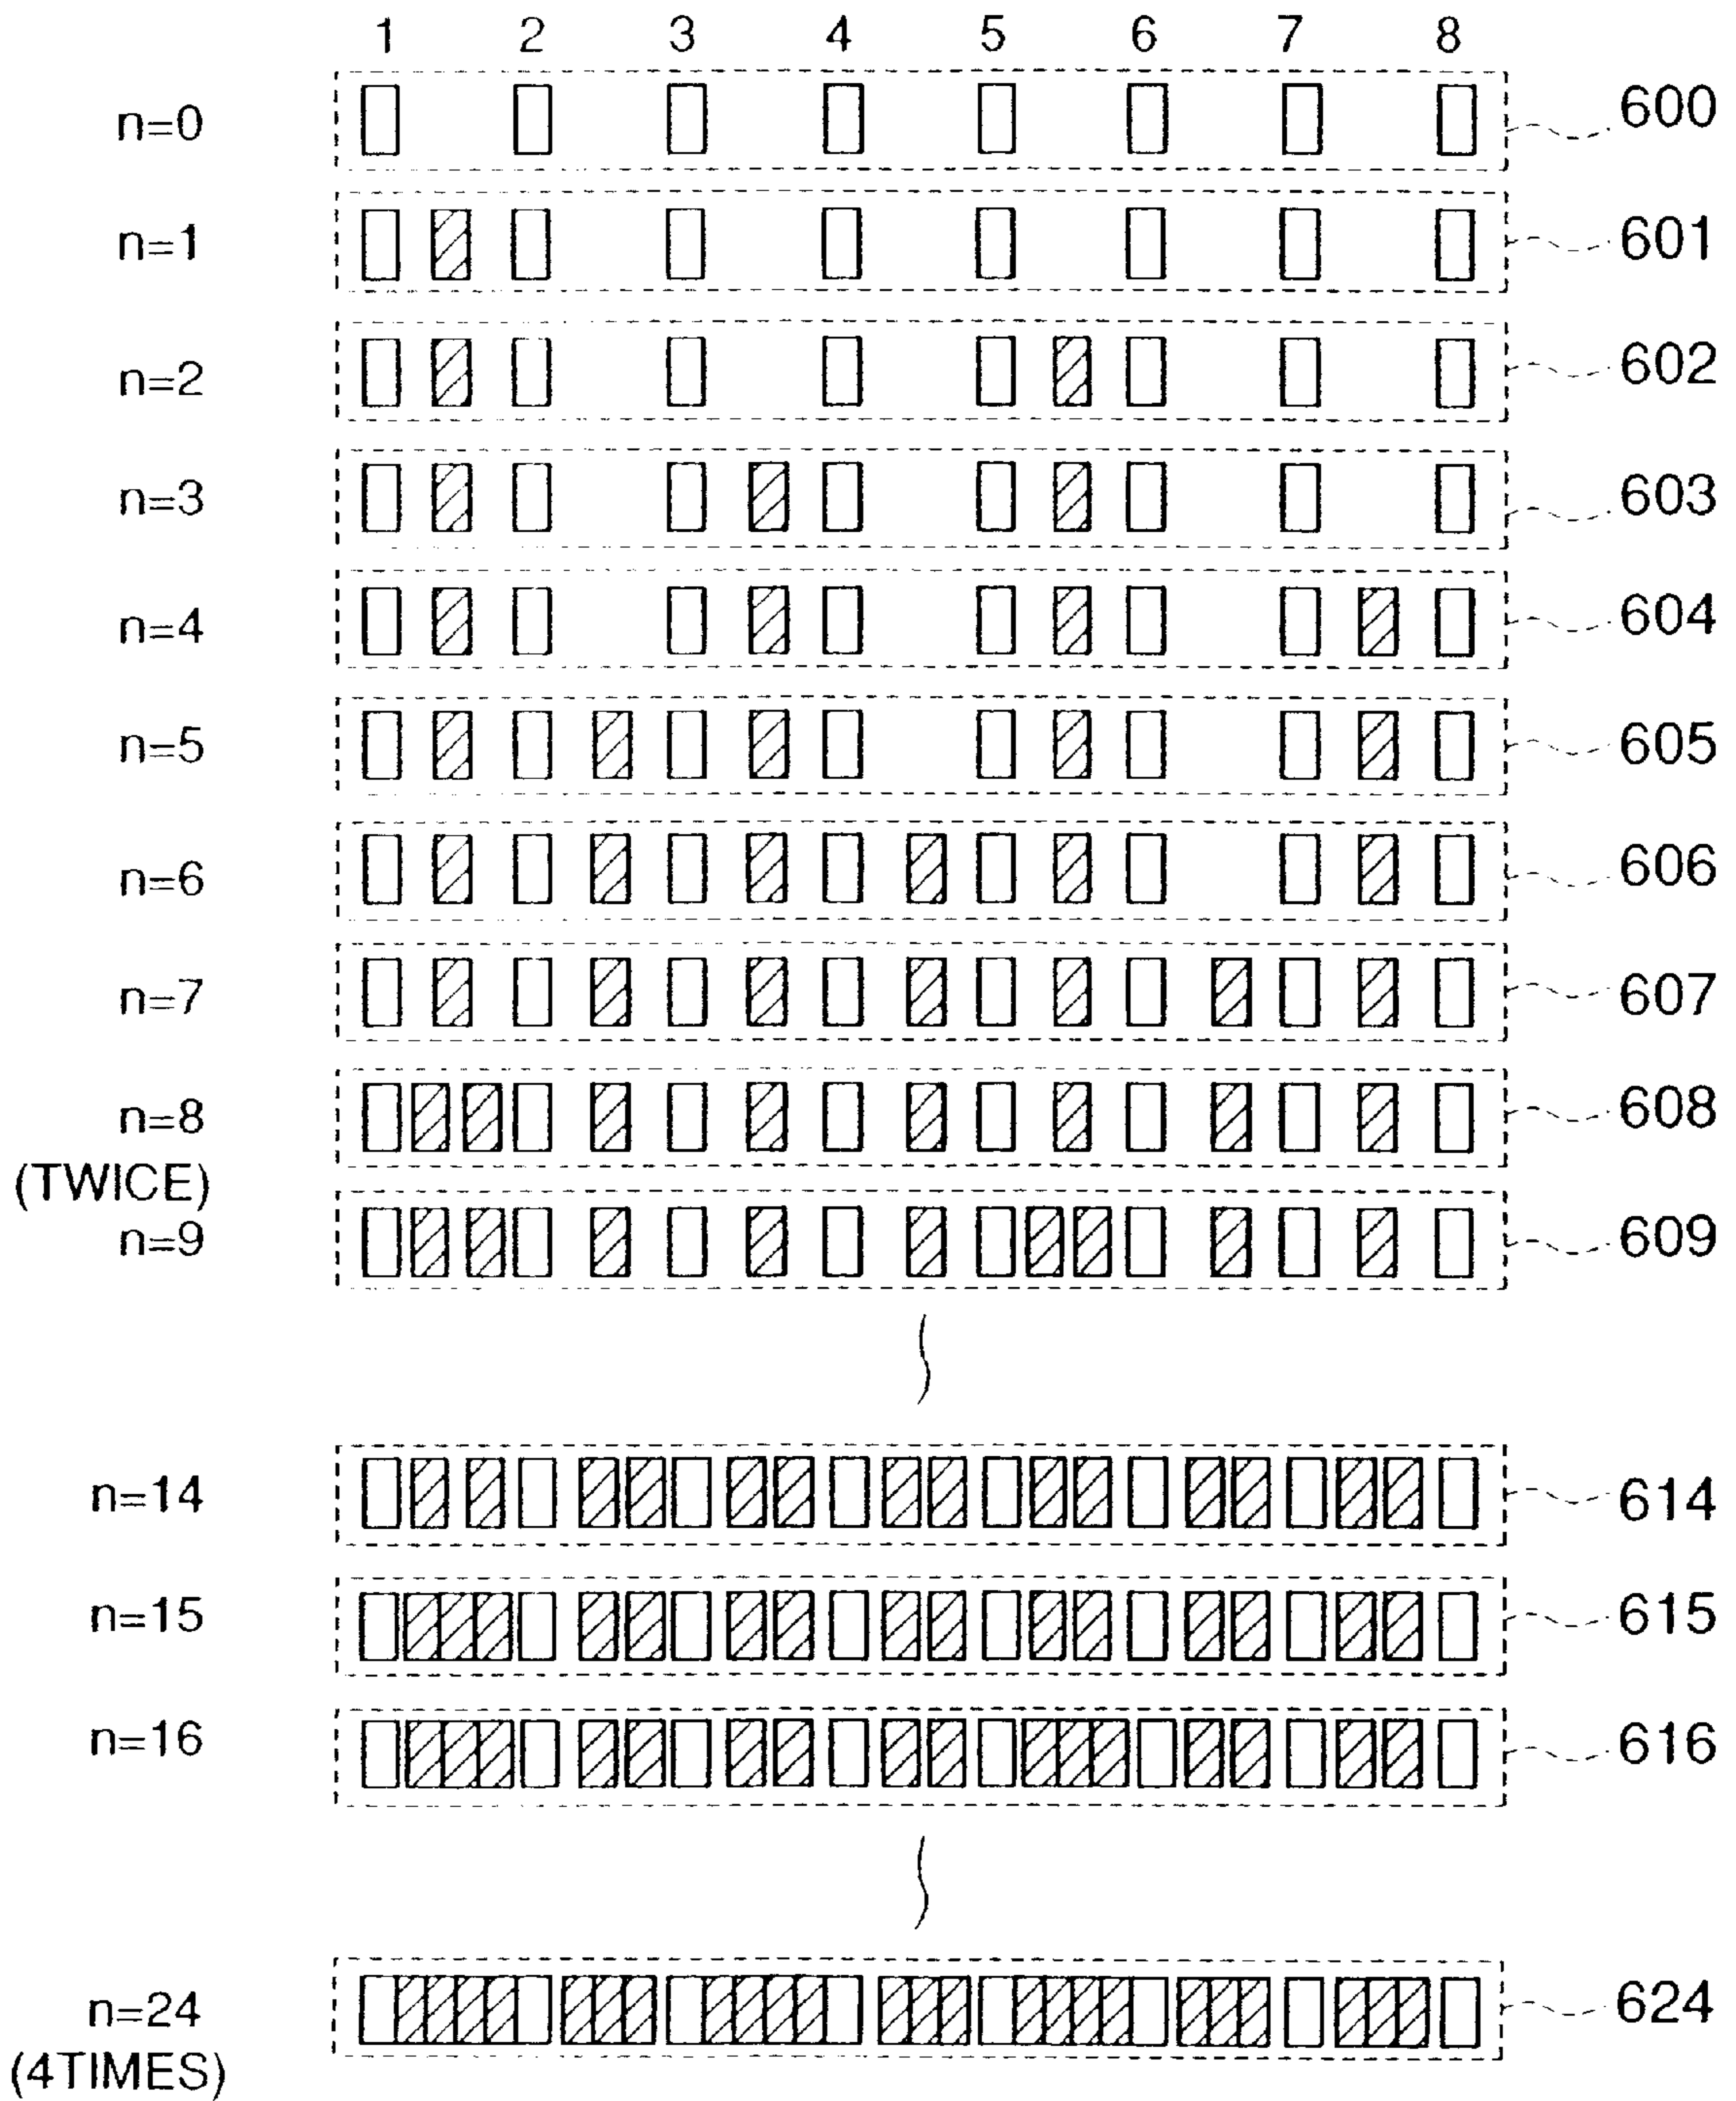 1 2 3 4 5 6 7 8
n=0 600
n=1 601
n=2 602
n=3 603
n=4 604
n=5 605
n=6 606
n=7 607
n=8 608
(TWICE)
n=9 609
n=14 614
n=15 615
n=16 616
n=24 624
(4TIMES)